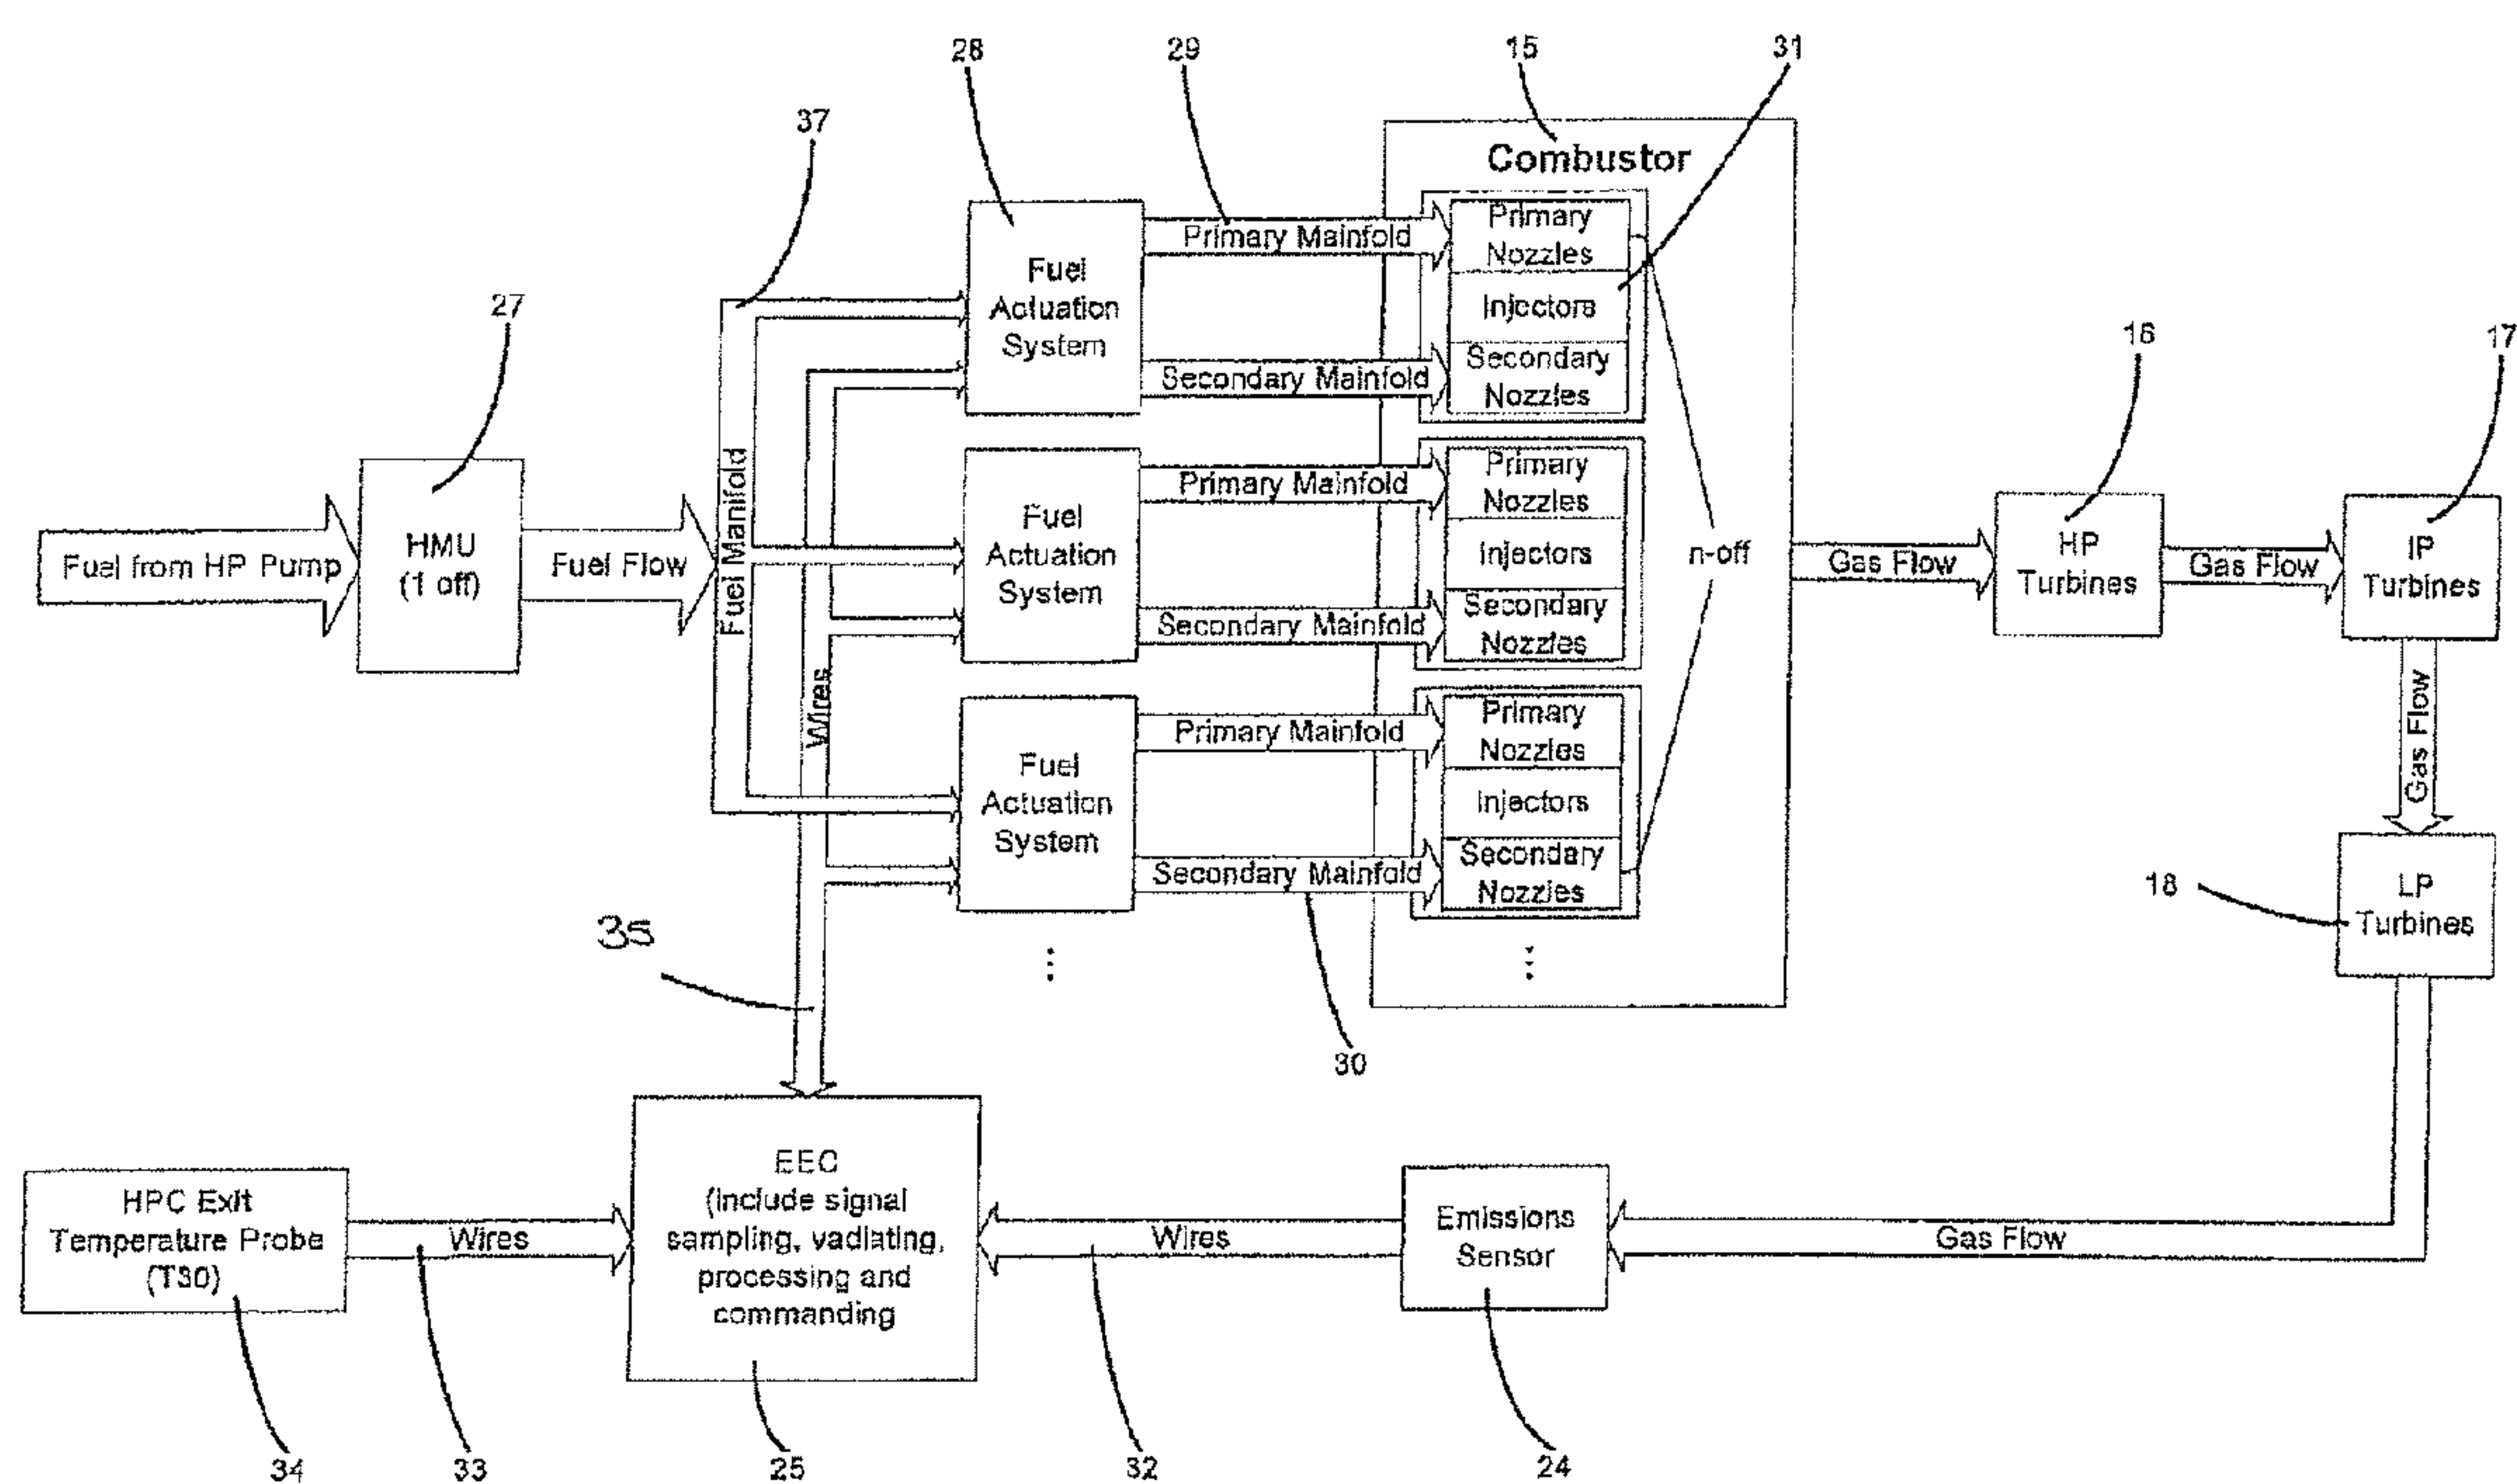 28
29
15
31
37
Combustor
27
Fuel
Actuation
System
Primary Mainfold
Secondary Mainfold
Primary
Nozzles
Injectors
Secondary
Nozzles
16
17
Fuel from HP Pump
HMU
(1 off)
Fuel Flow
Fuel Manifold
Wires
Fuel
Actuation
System
Primary Mainfold
Secondary Mainfold
Primary
Nozzles
Injectors
Secondary
Nozzles
n-off
Gas Flow
HP
Turbines
Gas Flow
IP
Turbines
Gas Flow
Fuel
Actuation
System
Primary Mainfold
Secondary Mainfold
Primary
Nozzles
Injectors
Secondary
Nozzles
18
LP
Turbines
35
...
...
30
HPC Exit
Temperature Probe
(T30)
Wires
EEC
(include signal
sampling, vadiating,
processing and
commanding
Wires
Emissions
Sensor
Gas Flow
34
33
25
32
24